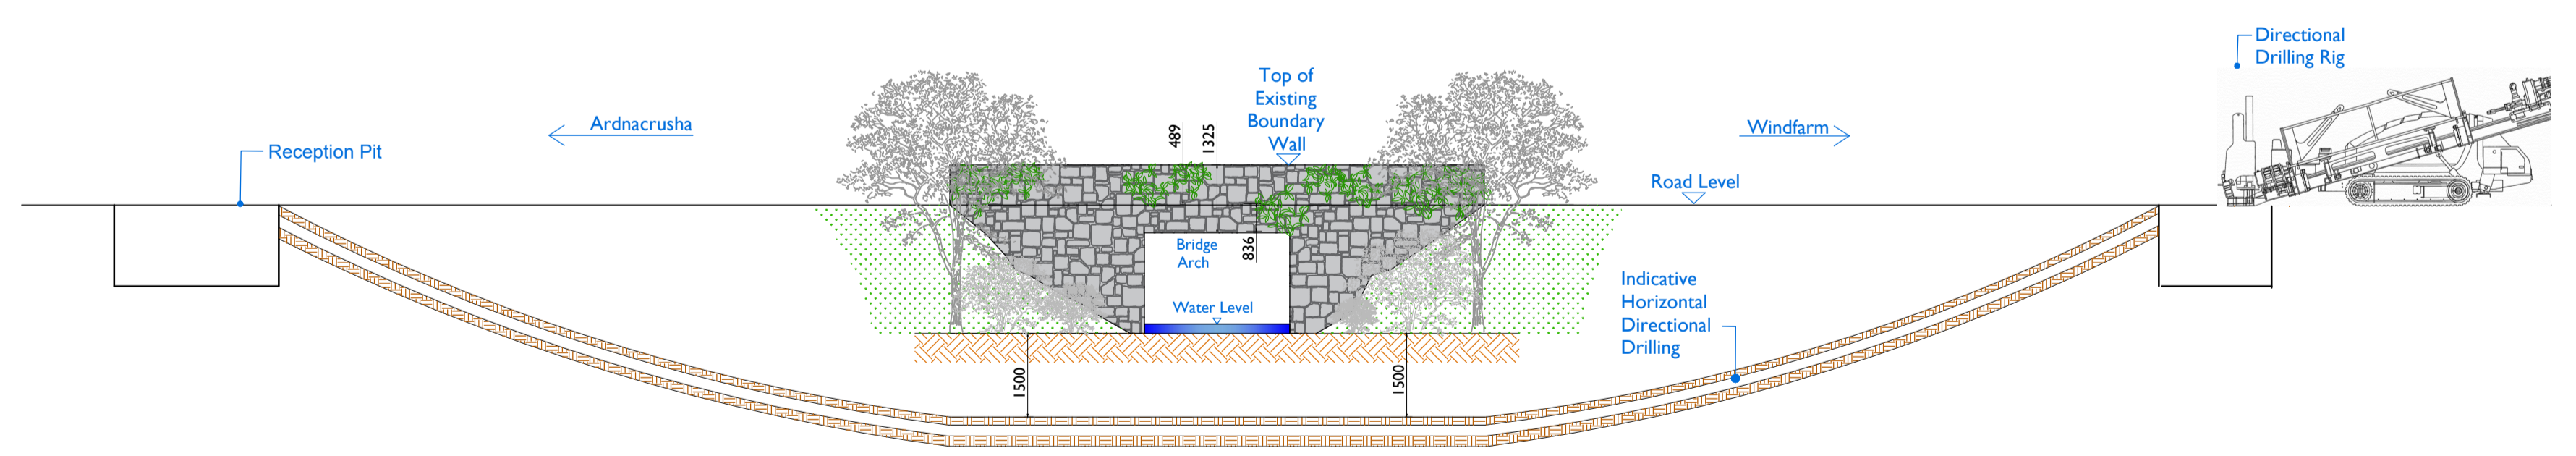 Directional
Drilling Rig
Top of
Existing
Boundary
Wall
Ardnacrusha
Windfarm
489
1325
Reception Pit
Road Level
Bridge
Arch
836
Indicative
Horizontal
Directional
Drilling
Water Level
1500
1500